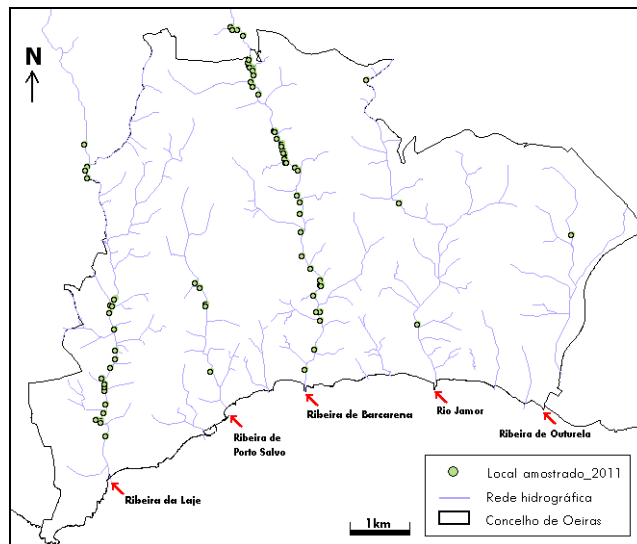 N
Ribeira de Barcarena
Rio Jamor
Ribeira de Outurela
Ribeira de
Porto Salvo
Ribeira da Laje
1km
Local amostrado_2011
Rede hidrográfica
Concelho de Oeiras